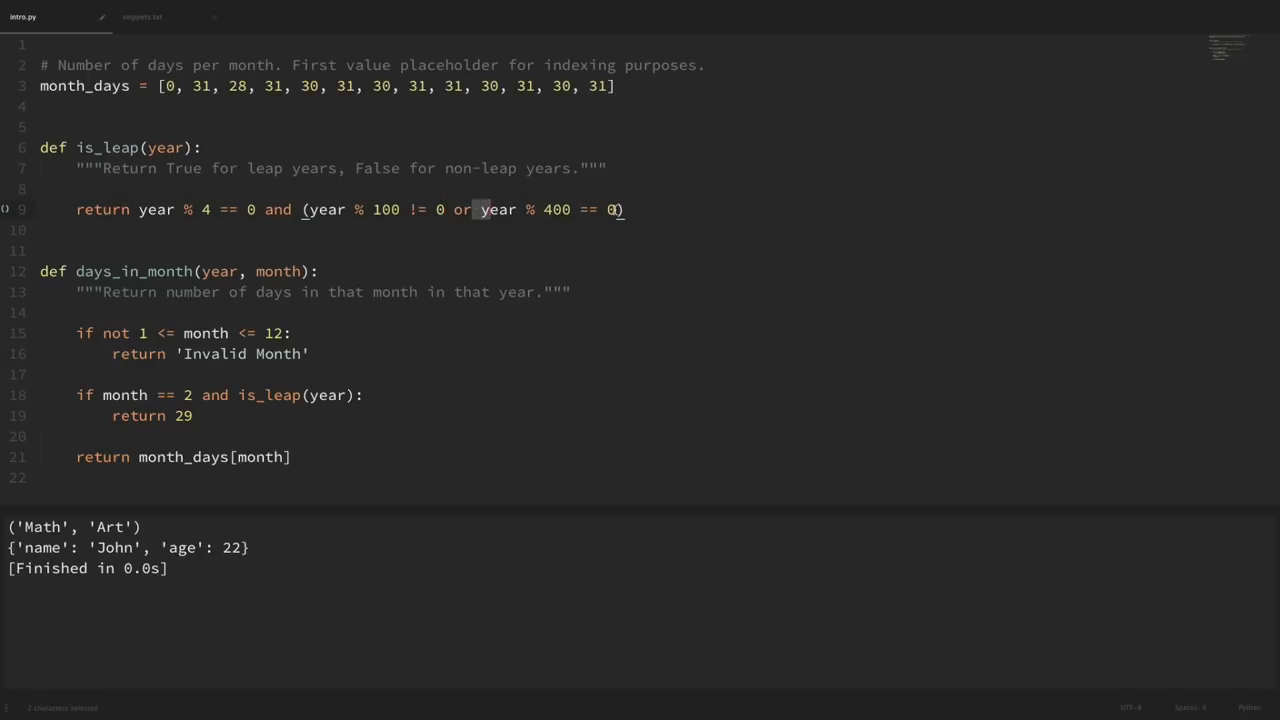 intro.py
snippets.txt
1
2 # Number of days per month. First value placeholder for indexing purposes.
3 month_days = [0, 31, 28, 31, 30, 31, 30, 31, 31, 30, 31, 30, 31]
4
5
6 def is_leap(year):
7 """Return True for leap years, False for non-leap years."""
8
() 9 return year % 4 == 0 and (year % 100 != 0 or year % 400 == 0)
10
11
12 def days_in_month(year, month):
13 """Return number of days in that month in that year."""
14
15 if not 1 <= month <= 12:
16 return 'Invalid Month'
17
18 if month == 2 and is_leap(year):
19 return 29
20
21 return month_days[month]
22
('Math', 'Art')
{'name': 'John', 'age': 22}
[Finished in 0.0s]
2 characters selected
UTF-8
Python